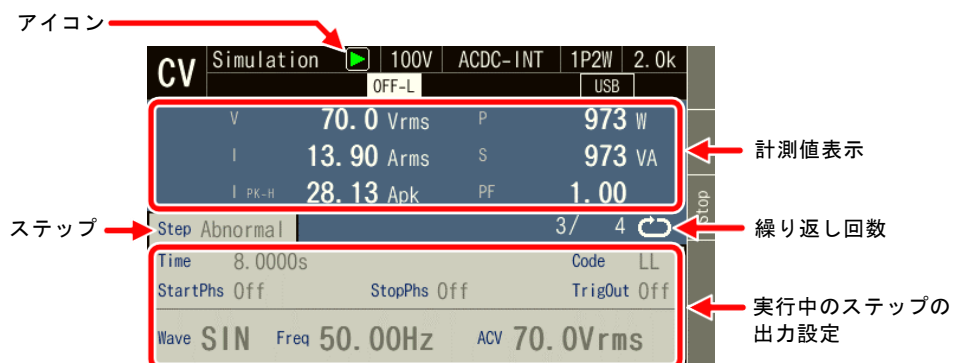 アイコン
CV Simulation 100V ACDC-INT 1P2W 2.0k
OFF-L USB
V 70.0 Vrms P 973 W
I 13.90 Arms S 973 VA
I PK-H 28.13 Apk PF 1.00
計測値表示
Stop
ステップ
Step Abnormal 3/ 4
繰り返し回数
Time 8.0000s Code LL
StartPhs Off StopPhs Off TrigOut Off
Wave SIN Freq 50.00Hz ACV 70.0Vrms
実行中のステップの
出力設定